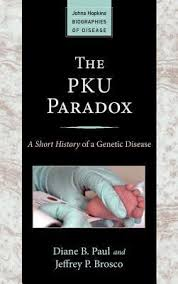 Johns Hopkins
BIOGRAPHIES
OF DISEASE
THE
PKU
PARADOX
A Short History of a Genetic Disease
Diane B. Paul and
Jeffrey P. Brosco